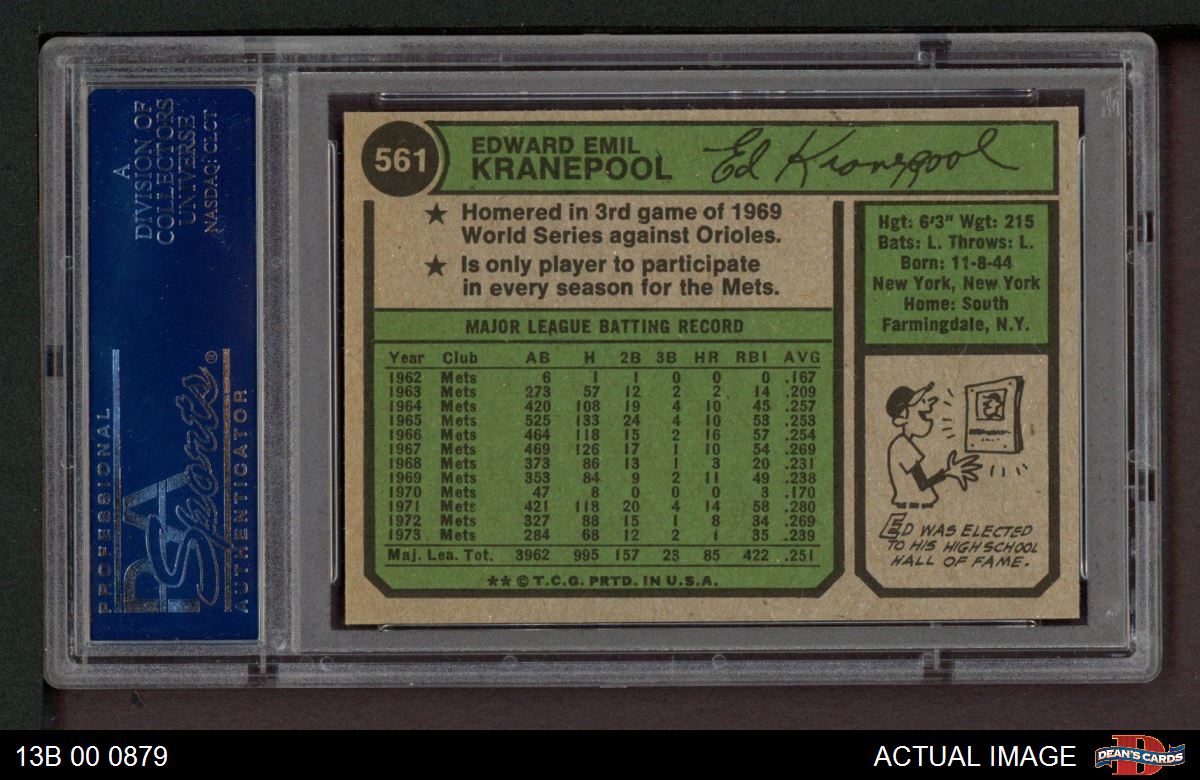 A
DIVISION OF
COLLECTORS
UNIVERSE
NASDAQ: CLCT
PROFESSIONAL
PSA Sports®
AUTHENTICATOR
561
EDWARD EMIL
KRANEPOOL
Ed Kranepool
★ Homered in 3rd game of 1969
World Series against Orioles.
★ Is only player to participate
in every season for the Mets.
MAJOR LEAGUE BATTING RECORD
Year Club AB H 2B 3B HR RBI AVG
1962 Mets 6 1 1 0 0 0 .167
1963 Mets 273 57 12 2 2 14 .209
1964 Mets 420 108 19 4 10 45 .257
1965 Mets 525 133 24 4 10 53 .253
1966 Mets 464 118 15 2 16 57 .254
1967 Mets 469 126 17 1 10 54 .269
1968 Mets 373 86 13 1 3 20 .231
1969 Mets 353 84 9 2 11 49 .238
1970 Mets 47 8 0 0 0 3 .170
1971 Mets 421 118 20 4 14 58 .280
1972 Mets 327 88 15 1 8 34 .269
1973 Mets 284 68 12 2 1 35 .239
Maj. Lea. Tot. 3962 995 157 23 85 422 .251
** © T.C.G. PRTD. IN U.S.A.
Hgt: 6'3" Wgt: 215
Bats: L. Throws: L.
Born: 11-8-44
New York, New York
Home: South
Farmingdale, N.Y.
ED WAS ELECTED
TO HIS HIGH SCHOOL
HALL OF FAME.
13B 00 0879
ACTUAL IMAGE
D
DEAN'S CARDS